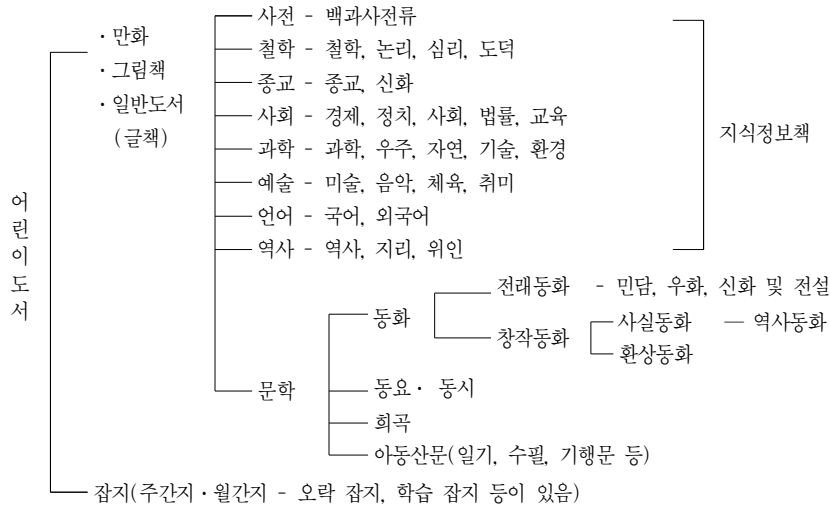 사전 - 백과사전류
· 만화
철학 - 철학, 논리, 심리, 도덕
· 그림책
종교 - 종교, 신화
· 일반도서
사회 - 경제, 정치, 사회, 법률, 교육
(글책)
지식정보책
과학 - 과학, 우주, 자연, 기술, 환경
예술 - 미술, 음악, 체육, 취미
어린이도서
언어 - 국어, 외국어
역사 - 역사, 지리, 위인
전래동화 - 민담, 우화, 신화 및 전설
동화
사실동화 — 역사동화
창작동화
환상동화
문학
동요· 동시
희곡
아동산문(일기, 수필, 기행문 등)
잡지(주간지·월간지 - 오락 잡지, 학습 잡지 등이 있음)